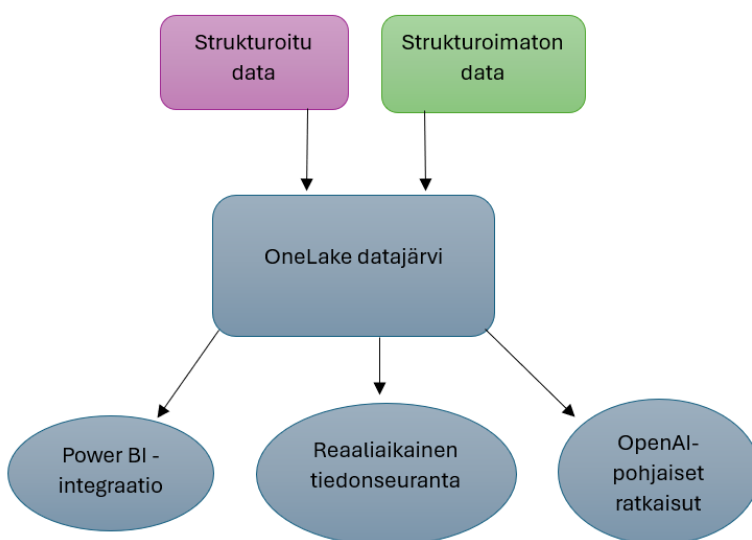 Strukturoitu
data
Strukturoimaton
data
OneLake datajärvi
Power BI -
integraatio
Reaaliaikainen
tiedonseuranta
OpenAI-
pohjaiset
ratkaisut